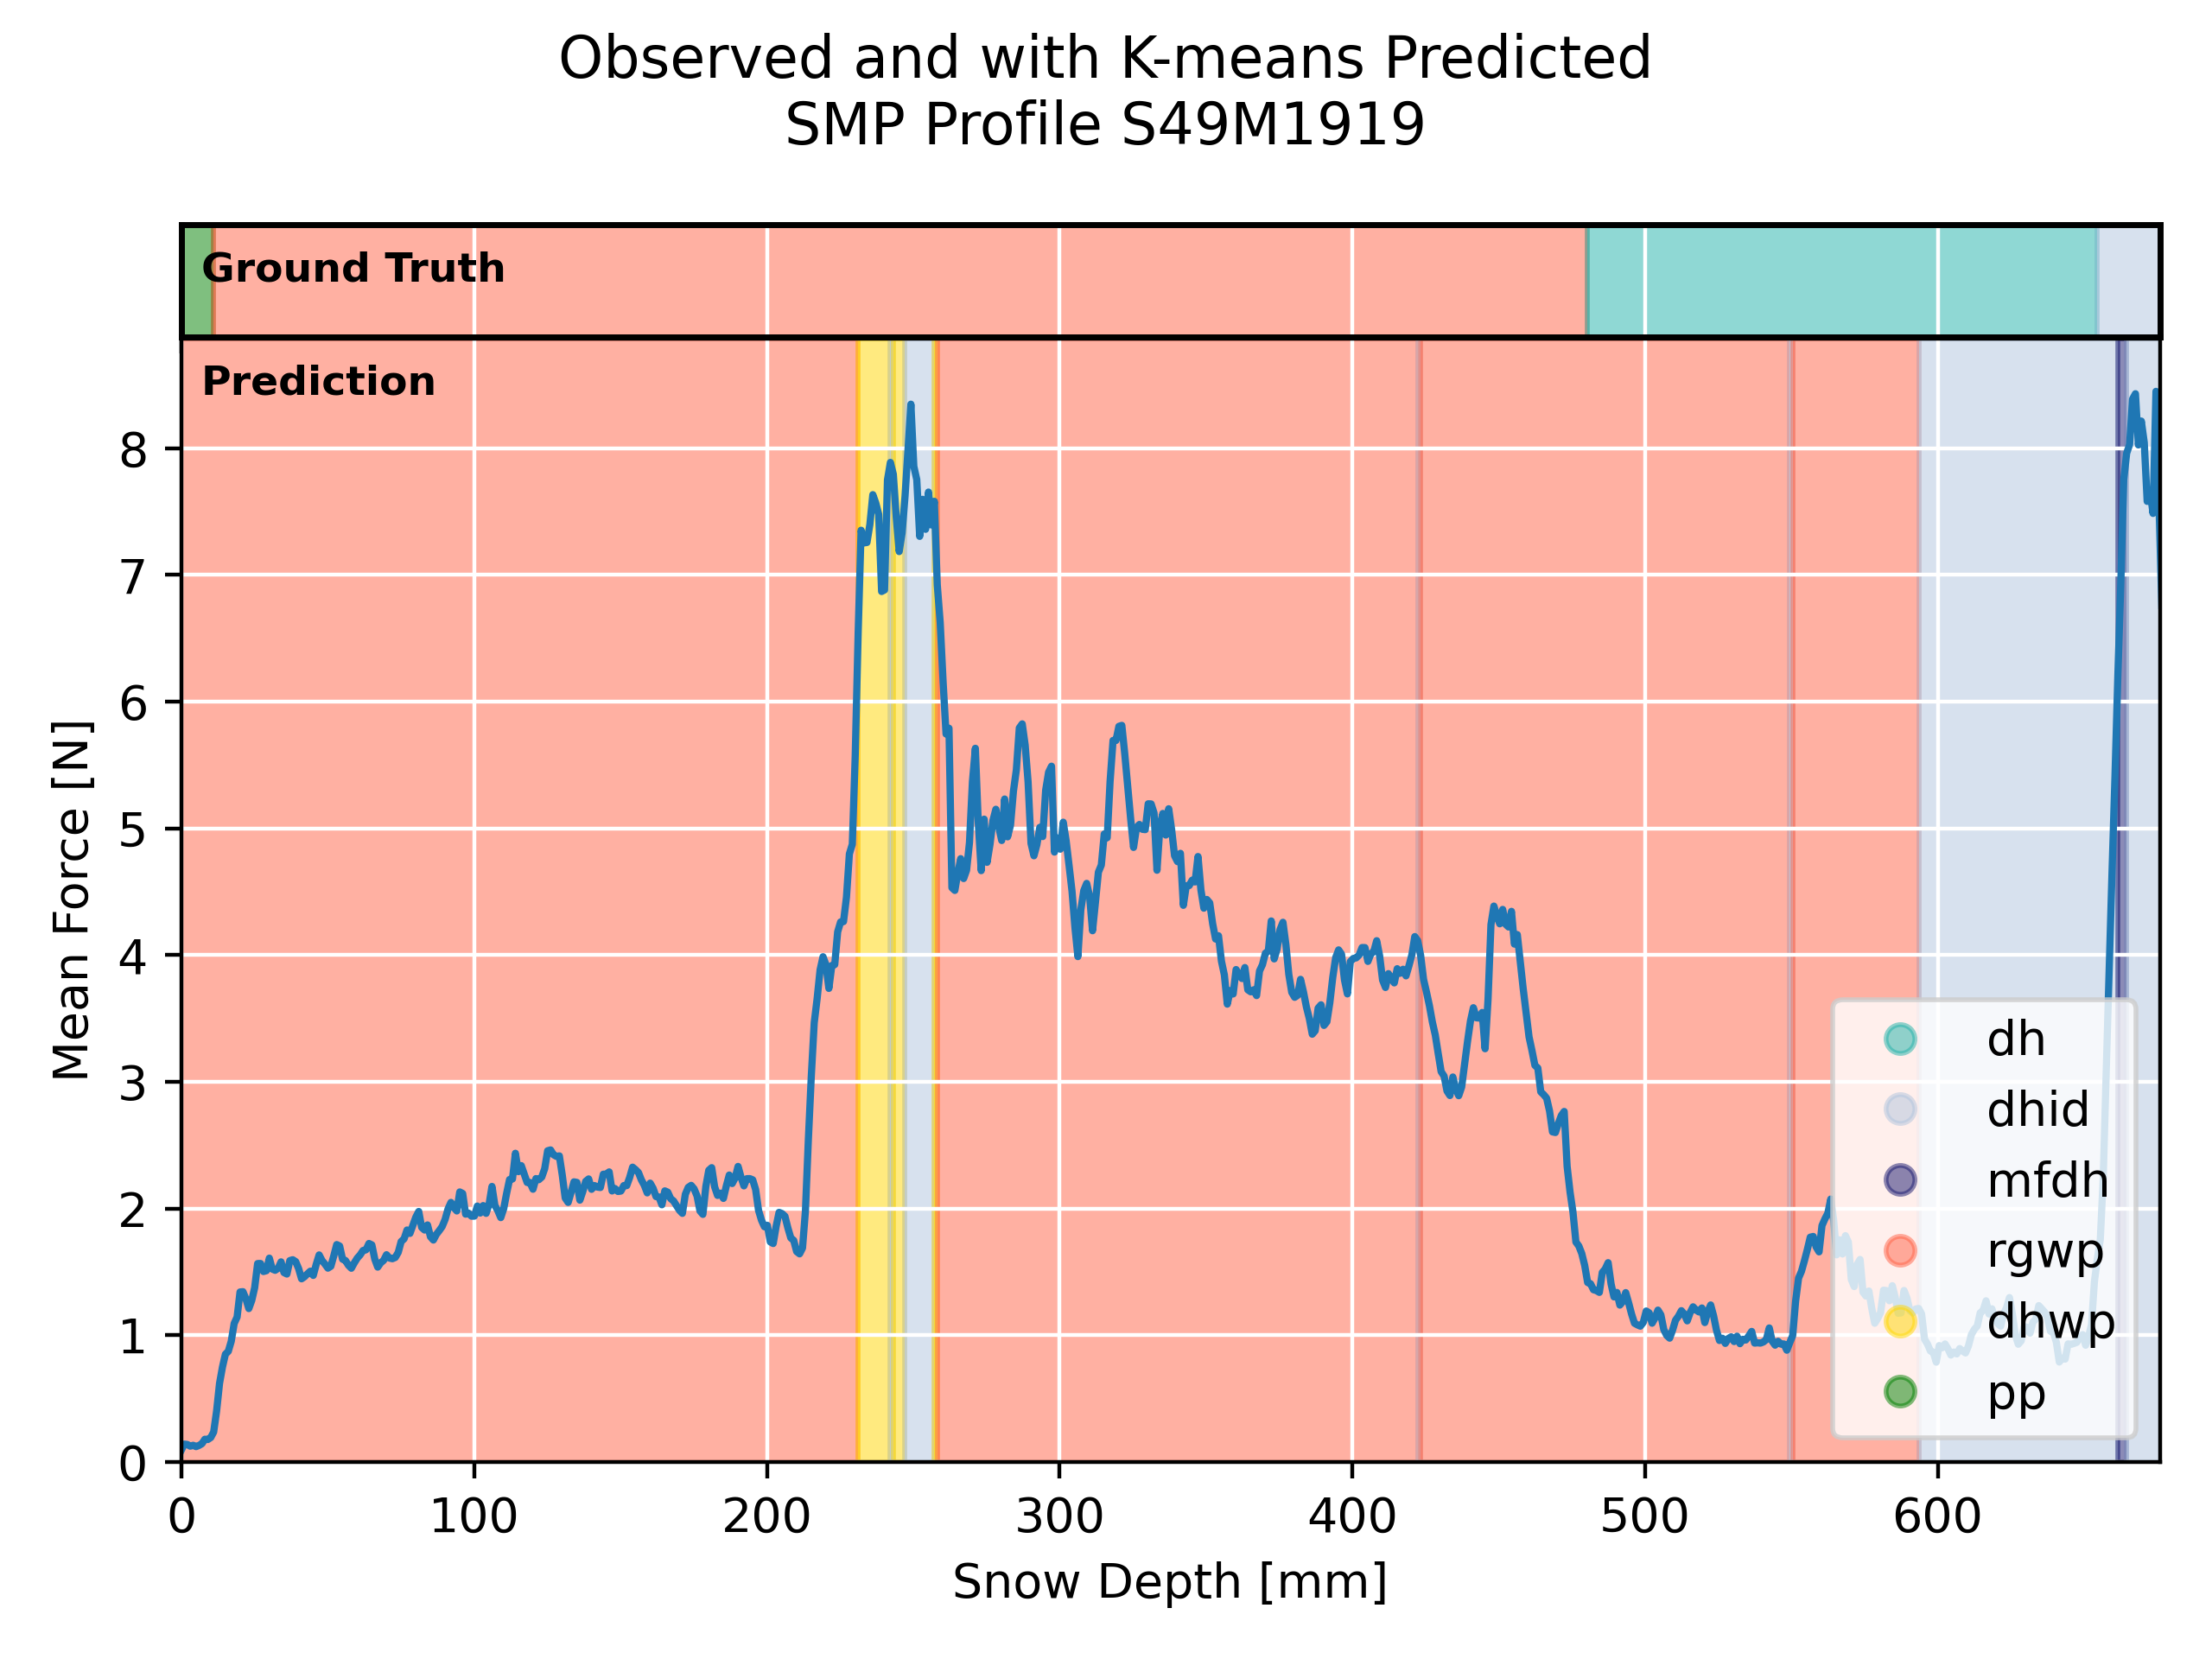 Observed and with K-means Predicted
SMP Profile S49M1919
Ground Truth
Prediction
8
7
6
5
4
3
2
1
0
Mean Force [N]
dh
dhid
mfdh
rgwp
dhwp
pp
0 100 200 300 400 500 600
Snow Depth [mm]